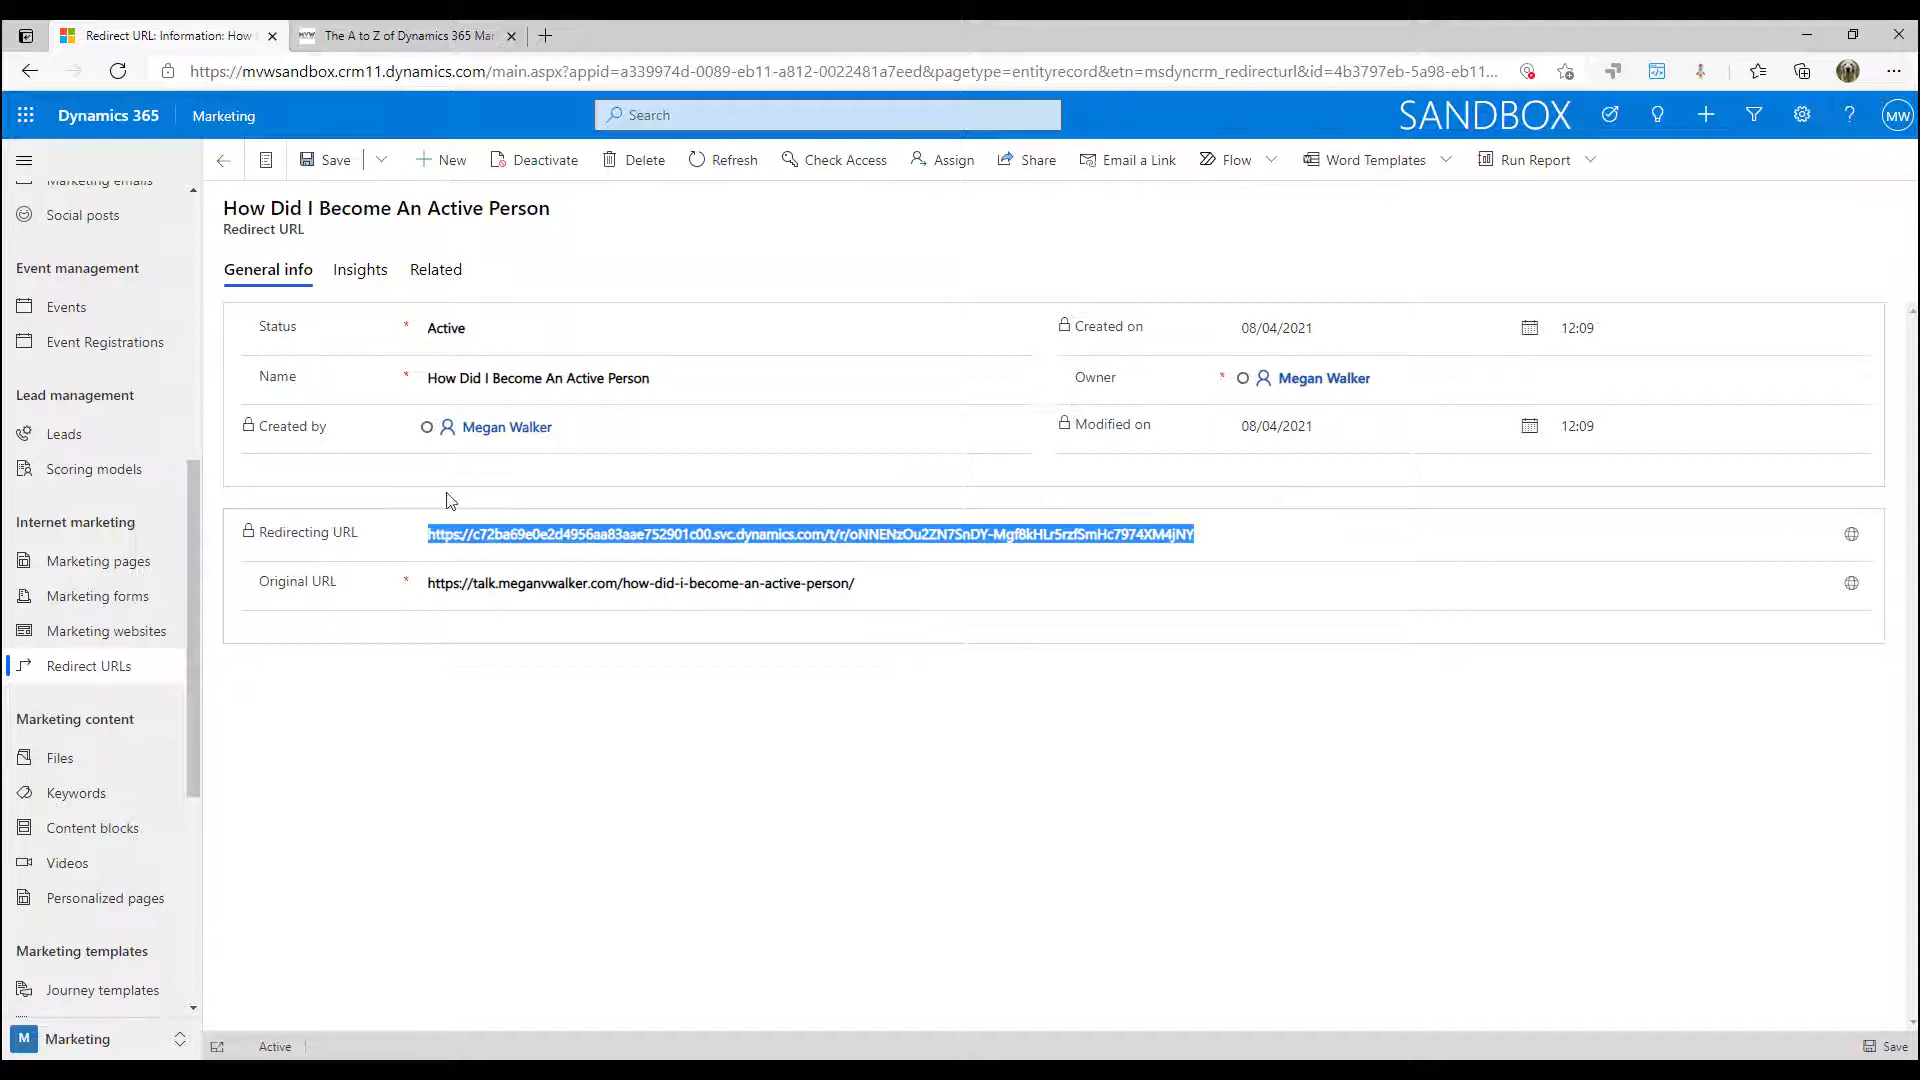 Redirect URL: Information: How
The A to Z of Dynamics 365 Mar
https://mvwsandbox.crm11.dynamics.com/main.aspx?appid=a339974d-0089-eb11-a812-0022481a7eed&pagetype=entityrecord&etn=msdyncrm_redirecturl&id=4b3797eb-5a98-eb11...
Dynamics 365
Marketing
Search
SANDBOX
MW
Save
New
Deactivate
Delete
Refresh
Check Access
Assign
Share
Email a Link
Flow
Word Templates
Run Report
Marketing emails
Social posts
Event management
Events
Event Registrations
Lead management
Leads
Scoring models
Internet marketing
Marketing pages
Marketing forms
Marketing websites
Redirect URLs
Marketing content
Files
Keywords
Content blocks
Videos
Personalized pages
Marketing templates
Journey templates
M
Marketing
How Did I Become An Active Person
Redirect URL
General info
Insights
Related
Status * Active
Created on 08/04/2021 12:09
Name * How Did I Become An Active Person
Owner * Megan Walker
Created by Megan Walker
Modified on 08/04/2021 12:09
Redirecting URL https://c72ba69e0e2d4956aa83aae752901c00.svc.dynamics.com/t/r/oNNENzOu2ZN7SnDY-Mgf8kHLr5rzfSmHc7974XM4jNY
Original URL * https://talk.meganvwalker.com/how-did-i-become-an-active-person/
Active
Save